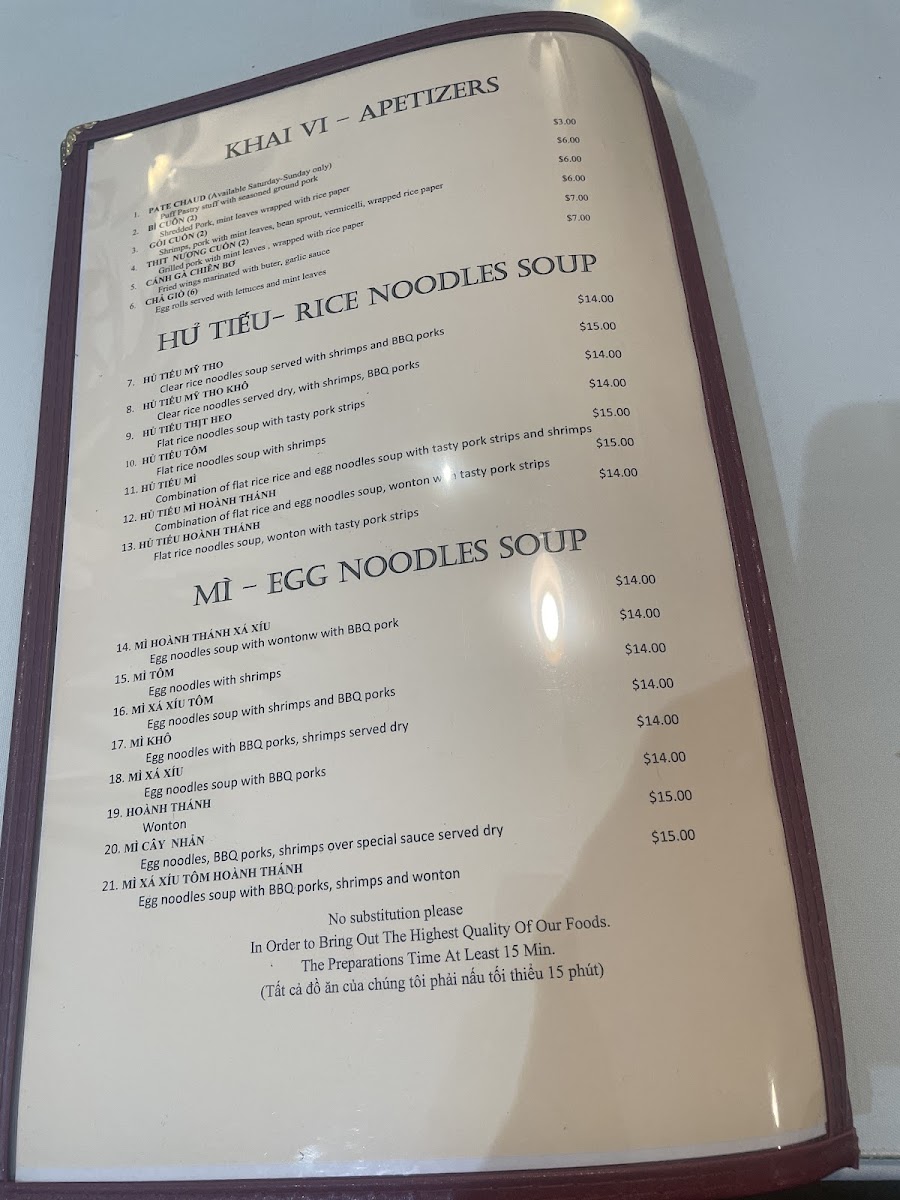 KHAI VI – APETIZERS
1. PATE CHAUD (Available Saturday-Sunday only) $3.00
Puff Pastry stuff with seasoned ground pork
2. BÌ CUÔN (2) $6.00
Shredded Pork, mint leaves wrapped with rice paper
3. GỎI CUÔN (2) $6.00
Shrimps, pork with mint leaves, bean sprout, vermicelli, wrapped rice paper
4. THIT NƯỢNG CUÔN (2) $6.00
Grilled pork with mint leaves , wrapped with rice paper
5. CÁNH GÀ CHIÊN BƠ $7.00
Fried wings marinated with buter, garlic sauce
6. CHẢ GIÒ (6) $7.00
Egg rolls served with lettuces and mint leaves
HỦ TIẾU– RICE NOODLES SOUP
7. HỦ TIẾU MỸ THO $14.00
Clear rice noodles soup served with shrimps and BBQ porks
8. HỦ TIẾU MỸ THO KHÔ $15.00
Clear rice noodles served dry, with shrimps, BBQ porks
9. HỦ TIẾU THỊT HEO $14.00
Flat rice noodles soup with tasty pork strips
10. HỦ TIẾU TÔM $14.00
Flat rice noodles soup with shrimps
11. HỦ TIẾU MÌ $15.00
Combination of flat rice rice and egg noodles soup with tasty pork strips and shrimps
12. HỦ TIẾU MÌ HOÀNH THÁNH $15.00
Combination of flat rice and egg noodles soup, wonton with tasty pork strips
13. HỦ TIẾU HOÀNH THÁNH $14.00
Flat rice noodles soup, wonton with tasty pork strips
MÌ – EGG NOODLES SOUP
14. MÌ HOÀNH THÁNH XÁ XÍU $14.00
Egg noodles soup with wontonw with BBQ pork
15. MÌ TÔM $14.00
Egg noodles with shrimps
16. MÌ XÁ XÍU TÔM $14.00
Egg noodles soup with shrimps and BBQ porks
17. MÌ KHÔ $14.00
Egg noodles with BBQ porks, shrimps served dry
18. MÌ XÁ XÍU $14.00
Egg noodles soup with BBQ porks
19. HOÀNH THÁNH $14.00
Wonton
20. MÌ CÂY NHẢN $15.00
Egg noodles, BBQ porks, shrimps over special sauce served dry
21. MÌ XÁ XÍU TÔM HOÀNH THÁNH $15.00
Egg noodles soup with BBQ porks, shrimps and wonton
No substitution please
In Order to Bring Out The Highest Quality Of Our Foods.
The Preparations Time At Least 15 Min.
(Tất cả đồ ăn của chúng tôi phải nấu tối thiểu 15 phút)